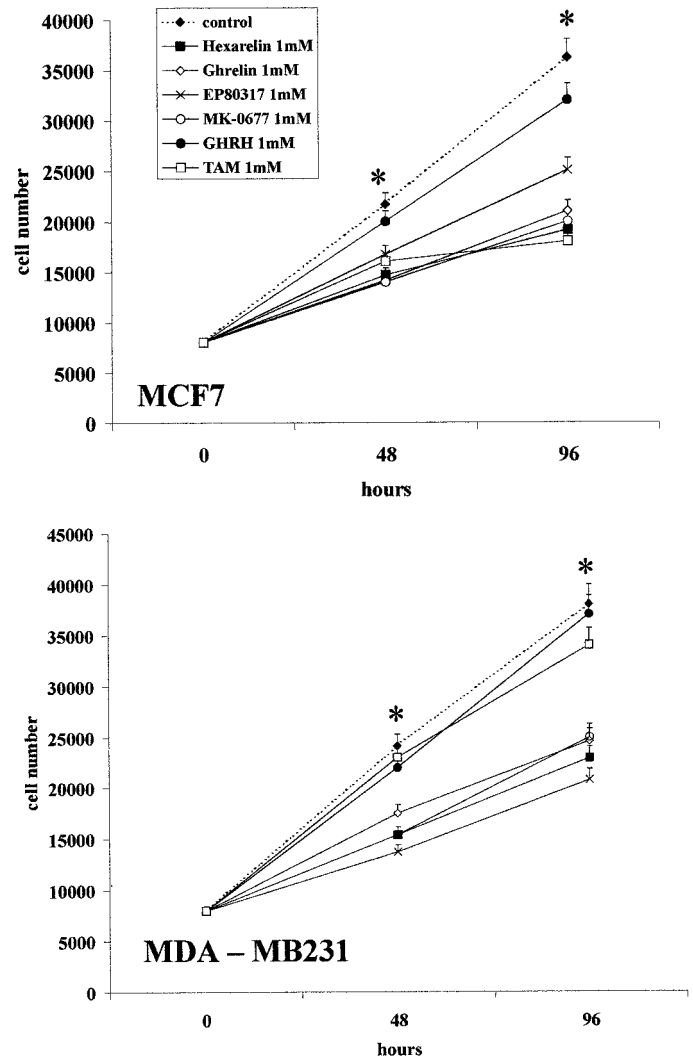 40000
35000
30000
25000
20000
15000
10000
5000
0
cell number
control
Hexarelin 1mM
Ghrelin 1mM
EP80317 1mM
MK-0677 1mM
GHRH 1mM
TAM 1mM
*
*
MCF7
0
48
96
hours
45000
40000
35000
30000
25000
20000
15000
10000
5000
0
cell number
*
*
MDA – MB231
0
48
96
hours